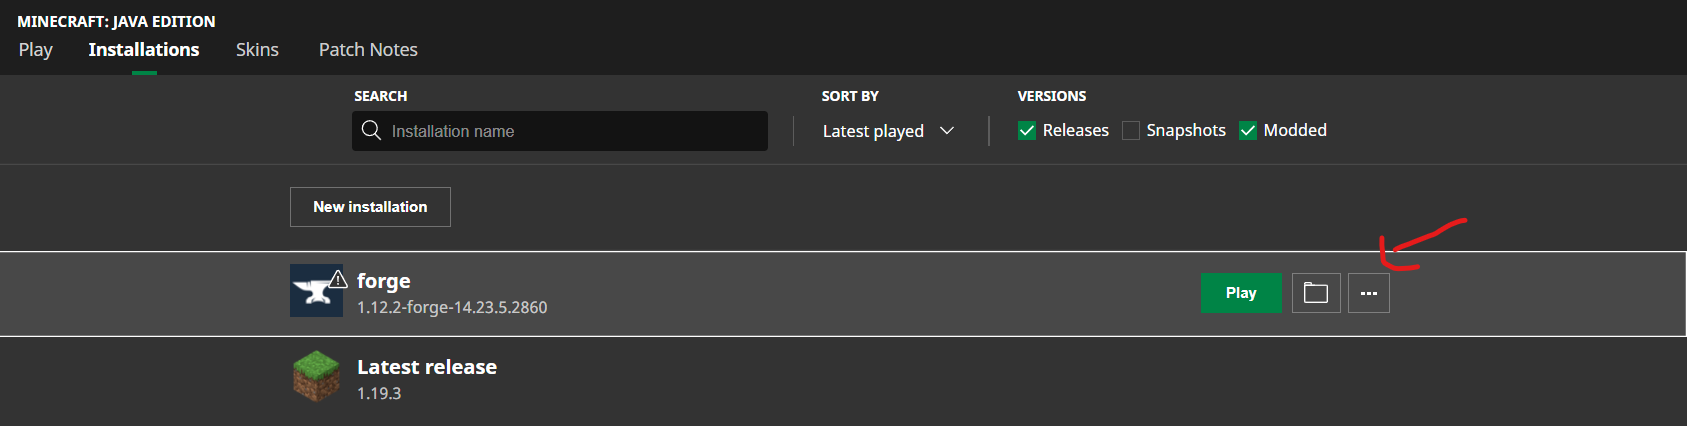 MINECRAFT: JAVA EDITION
Play Installations Skins Patch Notes
SEARCH SORT BY VERSIONS
Installation name Latest played Releases Snapshots Modded
New installation
forge
1.12.2-forge-14.23.5.2860
Play
Latest release
1.19.3